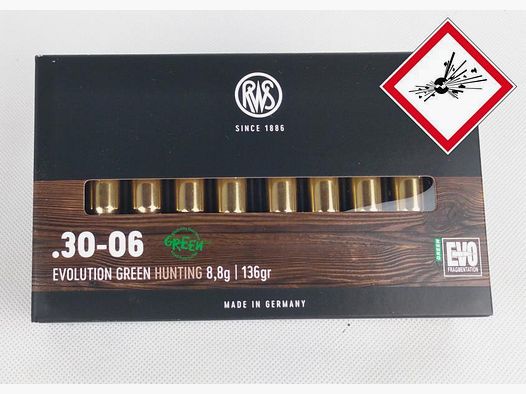 RWS
SINCE 1886
.30-06
GREEN
EVOLUTION GREEN HUNTING 8,8g | 136gr
GREEN
EVO
FRAGMENTATION
MADE IN GERMANY